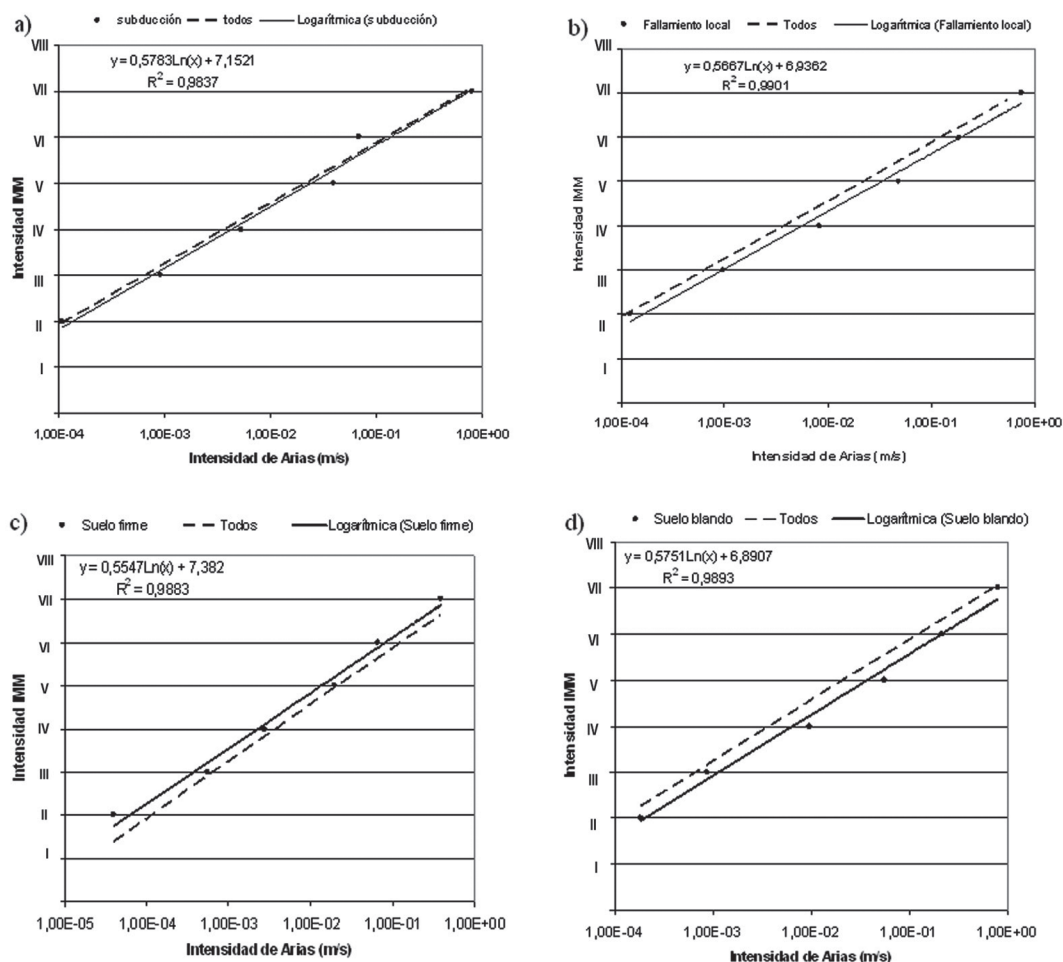 a)
subducción todos Logarítmica (subducción)
y = 0,5783Ln(x) + 7,1521
R² = 0,9837
Intensidad IMM
VIII
VII
VI
V
IV
III
II
I
1,00E-04 1,00E-03 1,00E-02 1,00E-01 1,00E+00
Intensidad de Arias (m/s)
b)
Fallamiento local Todos Logarítmica (Fallamiento local)
y = 0,5667Ln(x) + 6,9362
R² = 0,9901
Intensidad IMM
VIII
VII
VI
V
IV
III
II
I
1,00E-04 1,00E-03 1,00E-02 1,00E-01 1,00E+00
Intensidad de Arias (m/s)
c)
Suelo firme Todos Logarítmica (Suelo firme)
y = 0,5547Ln(x) + 7,382
R² = 0,9883
Intensidad IMM
VIII
VII
VI
V
IV
III
II
I
1,00E-05 1,00E-04 1,00E-03 1,00E-02 1,00E-01 1,00E+00
Intensidad de Arias (m/s)
d)
Suelo blando Todos Logarítmica (Suelo blando)
y = 0,5751Ln(x) + 6,8907
R² = 0,9893
Intensidad IMM
VIII
VII
VI
V
IV
III
II
I
1,00E-04 1,00E-03 1,00E-02 1,00E-01 1,00E+00
Intensidad de Arias (m/s)